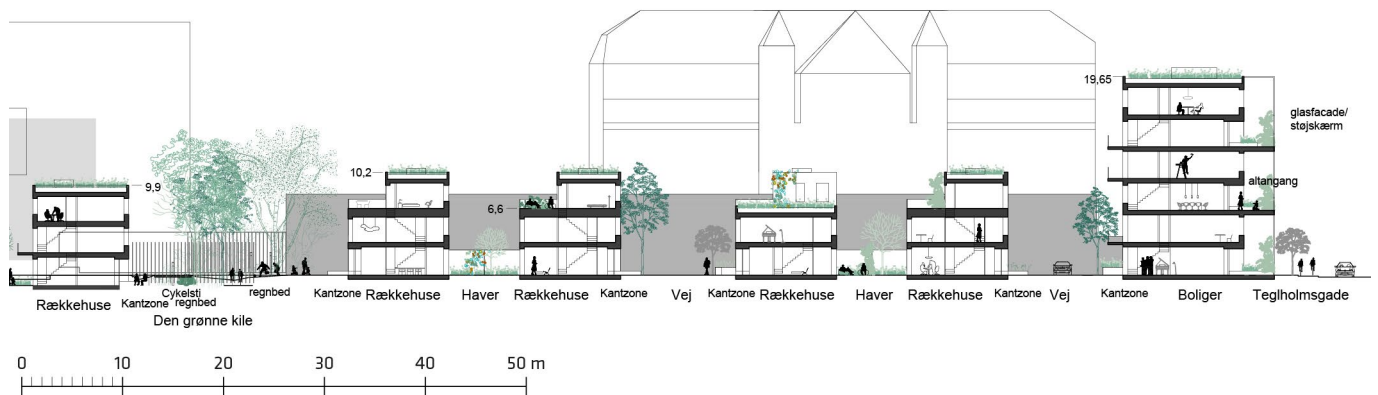 19,65
glasfacade/
støjskærm
altangang
9,9
10,2
6,6
Rækkehuse
Kantzone
Cykelsti
regnbed
regnbed
Den grønne kile
Kantzone Rækkehuse Haver Rækkehuse Kantzone Vej Kantzone Rækkehuse Haver Rækkehuse Kantzone Vej Kantzone Boliger Teglholmsgade
0 10 20 30 40 50 m